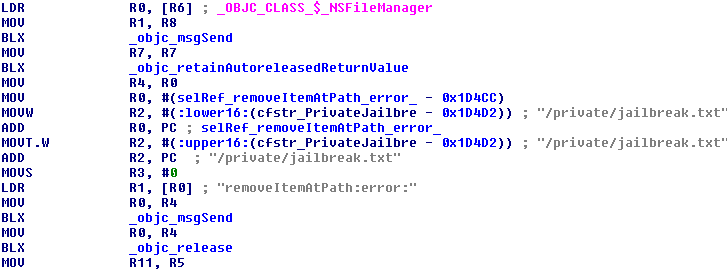 LDR R0, [R6] ; _OBJC_CLASS_$_NSFileManager
MOV R1, R8
BLX _objc_msgSend
MOV R7, R7
BLX _objc_retainAutoreleasedReturnValue
MOV R4, R0
MOV R0, #(selRef_removeItemAtPath_error_ - 0x1D4CC)
MOVW R2, #(:lower16:(cfstr_PrivateJailbre - 0x1D4D2)) ; "/private/jailbreak.txt"
ADD R0, PC ; selRef_removeItemAtPath_error_
MOVT.W R2, #(:upper16:(cfstr_PrivateJailbre - 0x1D4D2)) ; "/private/jailbreak.txt"
ADD R2, PC ; "/private/jailbreak.txt"
MOVS R3, #0
LDR R1, [R0] ; "removeItemAtPath:error:"
MOV R0, R4
BLX _objc_msgSend
MOV R0, R4
BLX _objc_release
MOV R11, R5